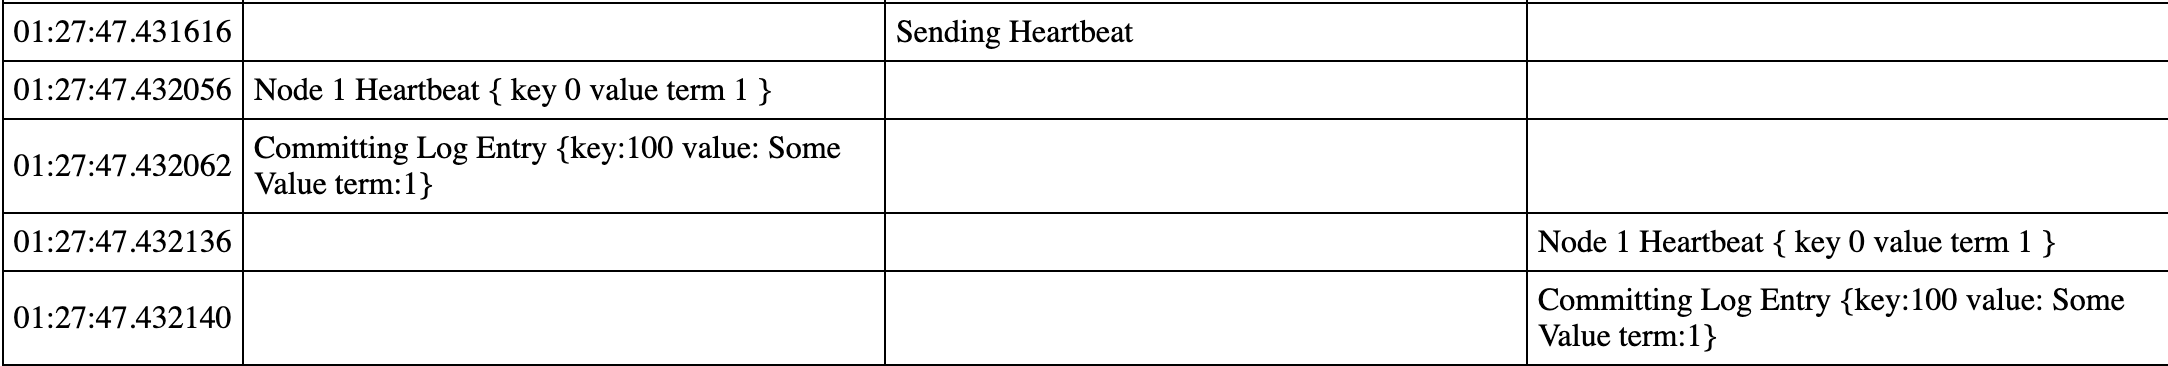 01:27:47.431616 Sending Heartbeat
01:27:47.432056 Node 1 Heartbeat { key 0 value term 1 }
01:27:47.432062 Committing Log Entry {key:100 value: Some
Value term:1}
01:27:47.432136 Node 1 Heartbeat { key 0 value term 1 }
01:27:47.432140 Committing Log Entry {key:100 value: Some
Value term:1}